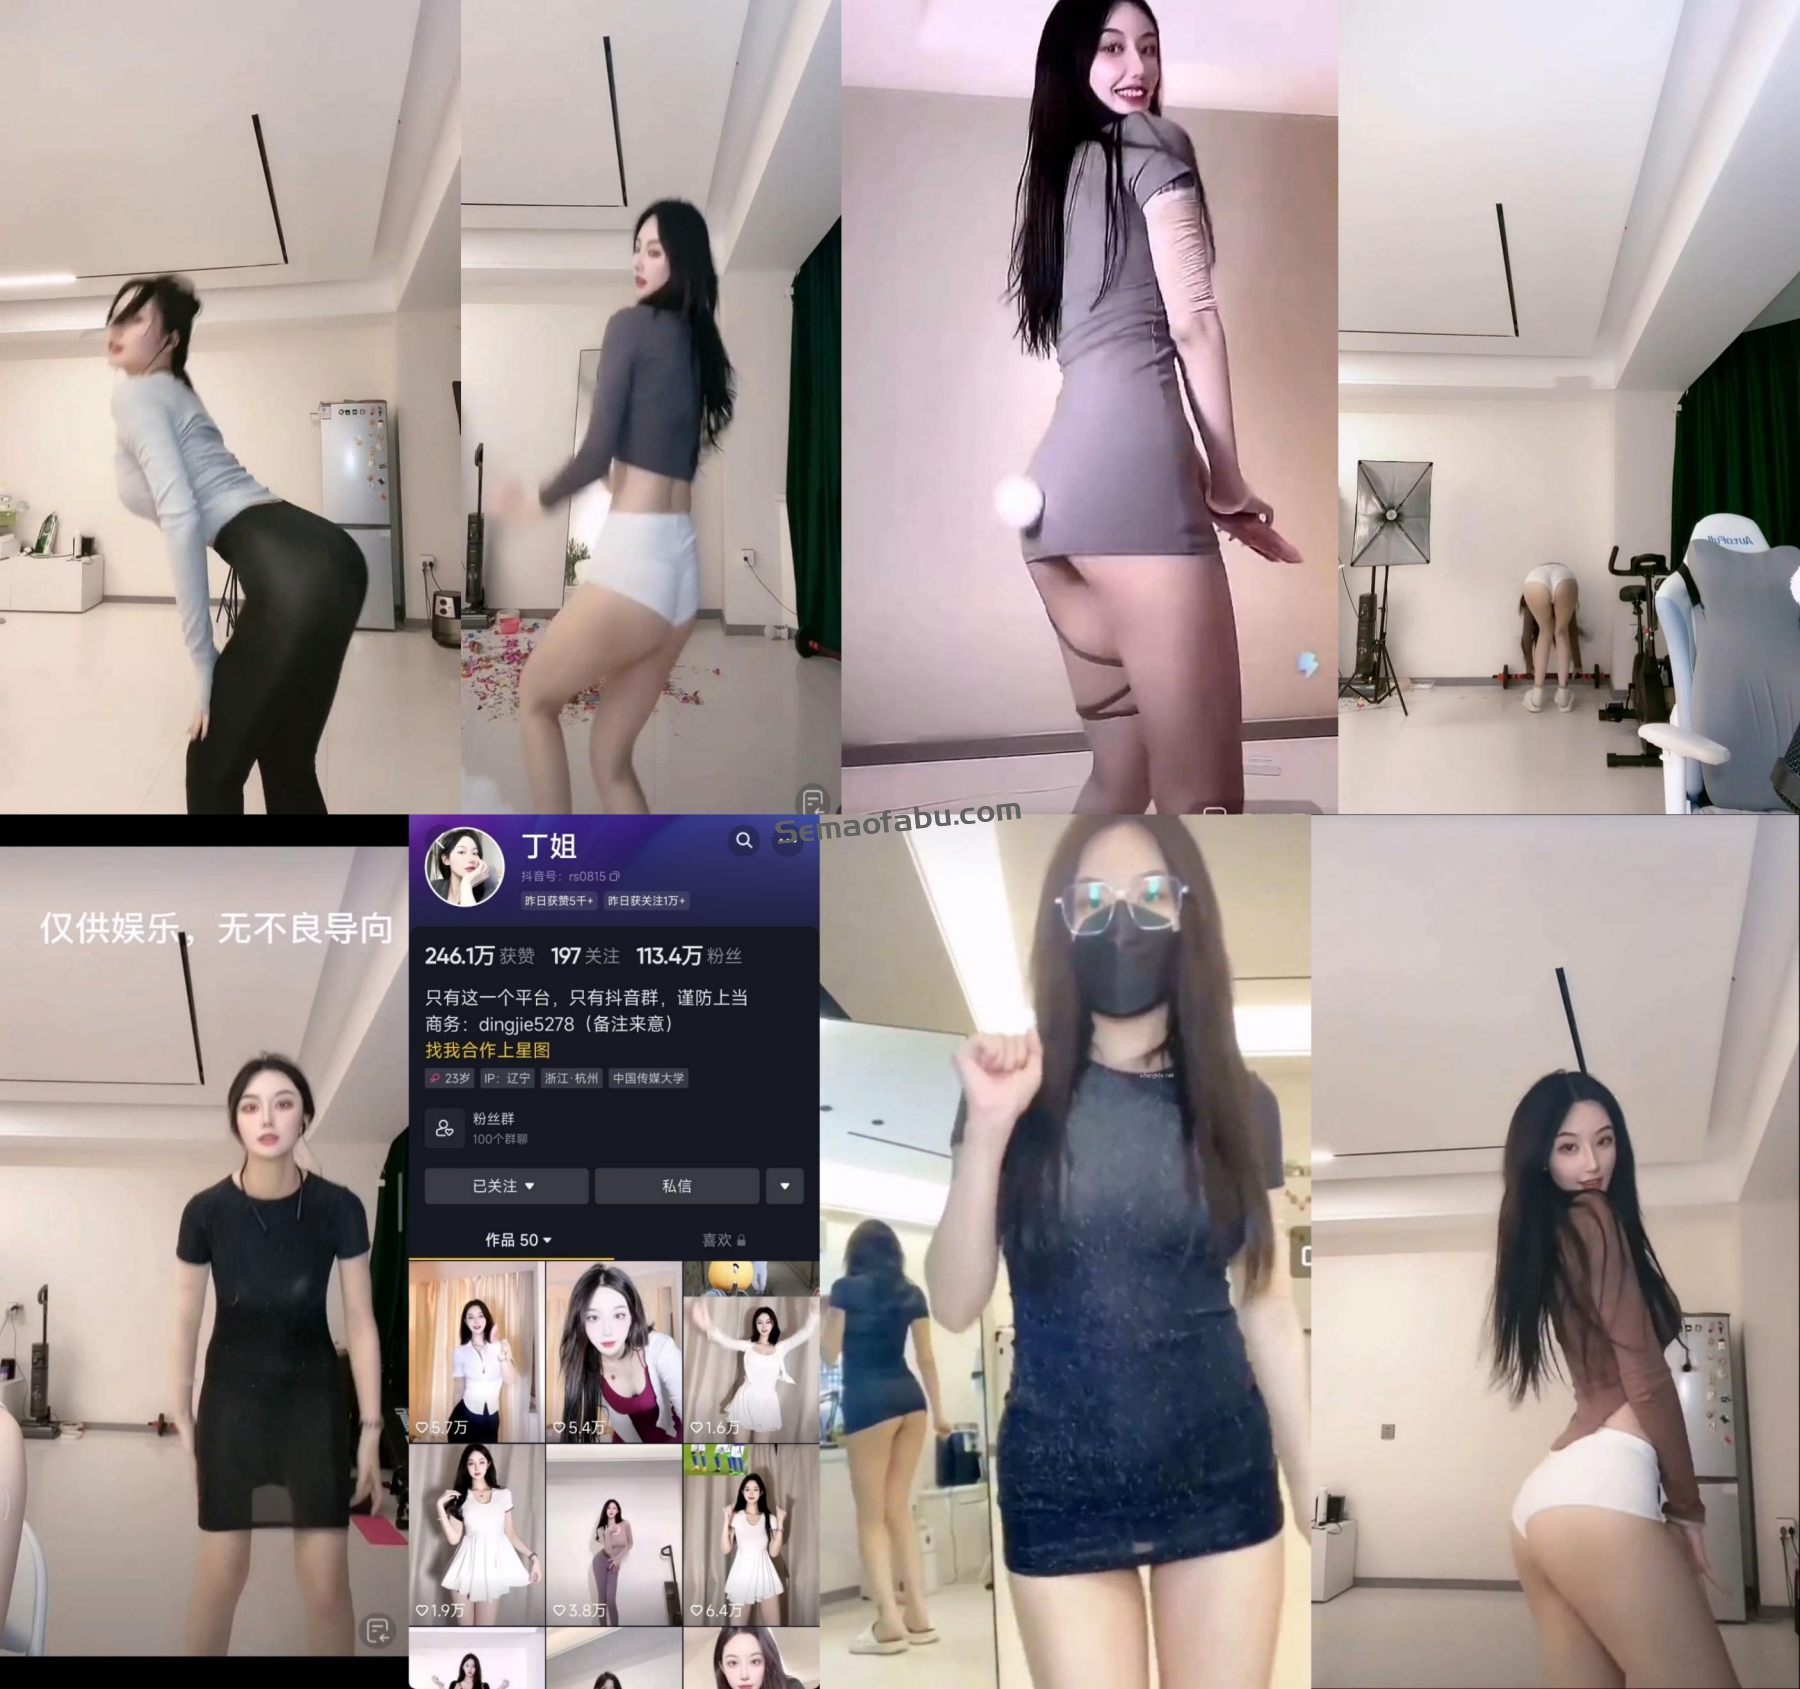 AutoFull
Semaofabu.com
仅供娱乐，无不良导向
丁姐
抖音号：rs0815
昨日获赞5千+ 昨日获关注1万+
246.1万 获赞 197 关注 113.4万 粉丝
只有这一个平台，只有抖音群，谨防上当
商务：dingjie5278（备注来意）
找我合作上星图
23岁 IP：辽宁 浙江·杭州 中国传媒大学
粉丝群
100个群聊
已关注 私信
作品 50 喜欢
5.7万 5.4万 1.6万
1.9万 3.8万 6.4万